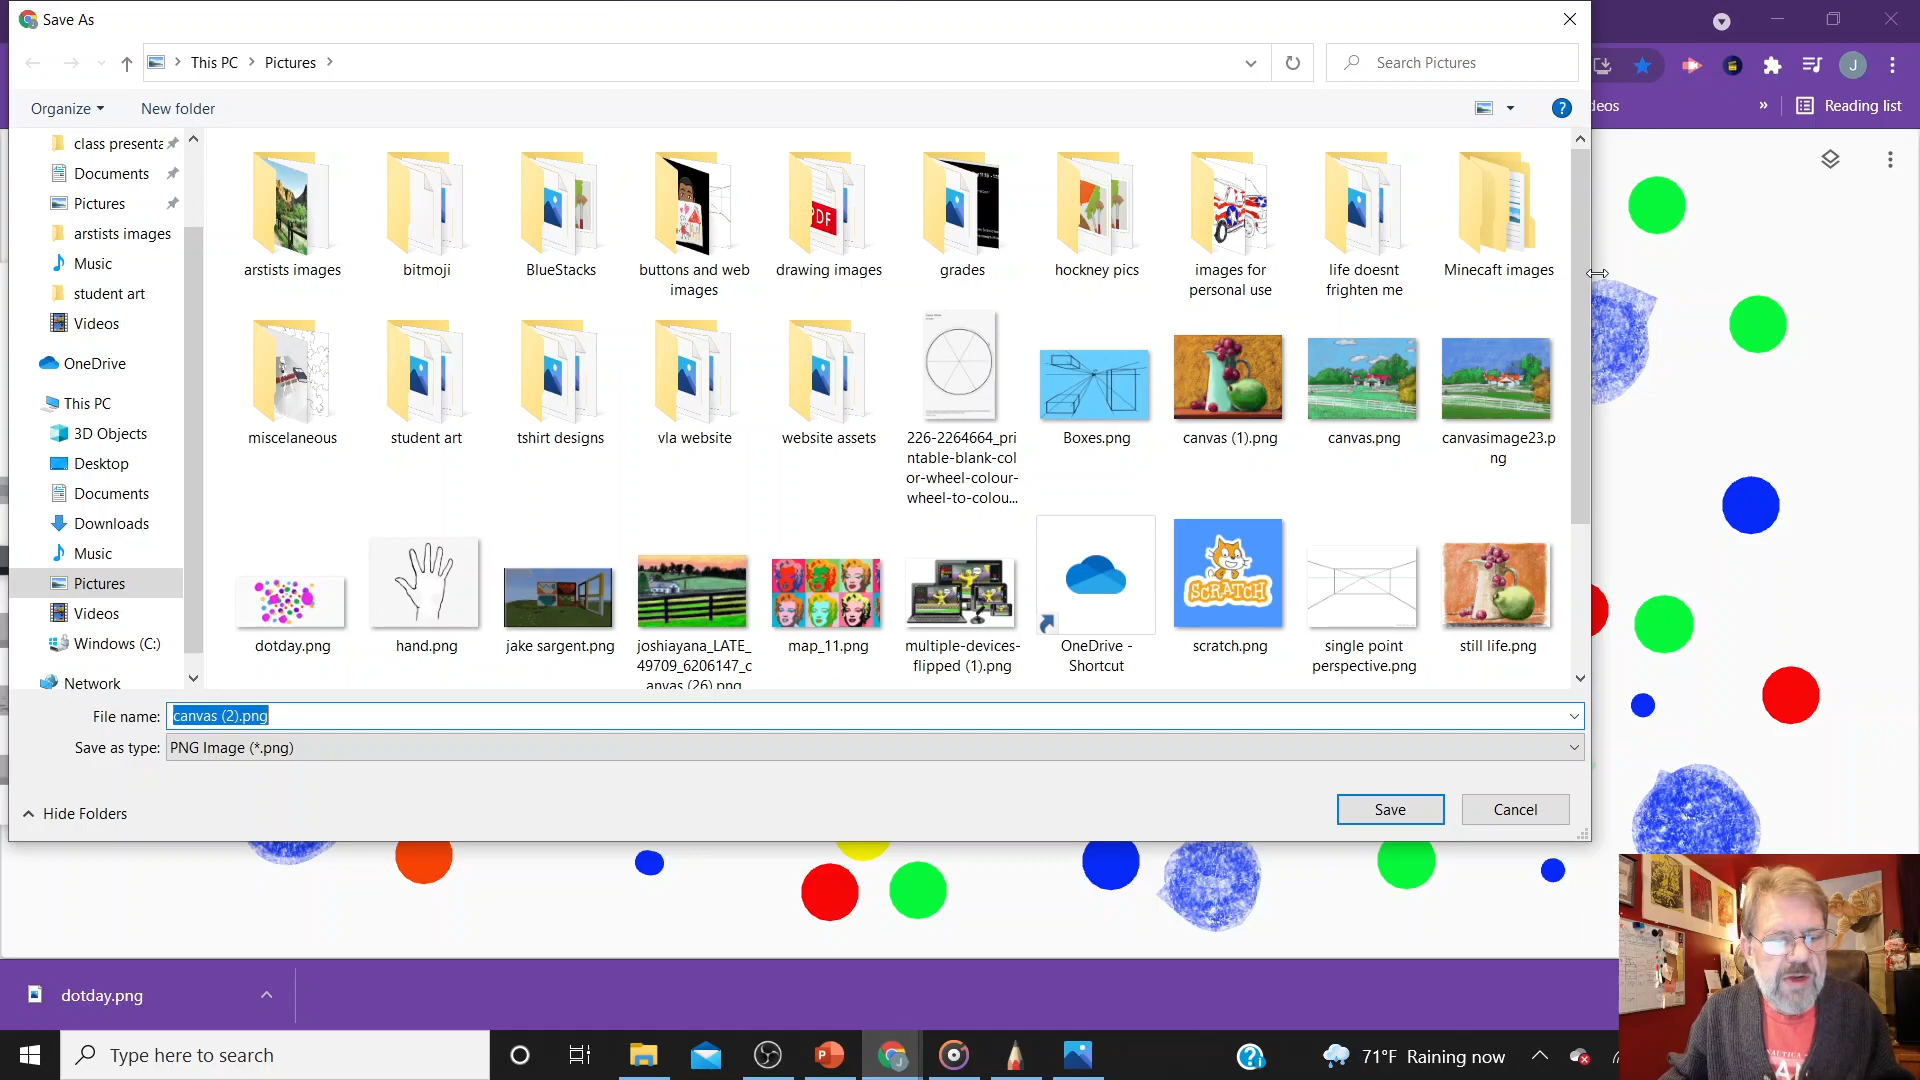 Save As
This PC
Pictures
Search Pictures
J
Organize
New folder
?
deos
»
Reading list
class presenta
Documents
Pictures
arstists images
Music
student art
Videos
OneDrive
This PC
3D Objects
Desktop
Documents
Downloads
Music
Pictures
Videos
Windows (C:)
Network
arstists images
bitmoji
BlueStacks
buttons and web
images
PDF
drawing images
grades
hockney pics
images for
personal use
life doesnt
frighten me
Minecaft images
miscelaneous
student art
tshirt designs
vla website
website assets
226-2264664_pri
ntable-blank-col
or-wheel-colour-
wheel-to-colou...
Boxes.png
canvas (1).png
canvas.png
canvasimage23.p
ng
dotday.png
hand.png
jake sargent.png
joshiayana_LATE_
49709_6206147_c
anvas (26).png
map_11.png
multiple-devices-
flipped (1).png
OneDrive -
Shortcut
SCRATCH
scratch.png
single point
perspective.png
still life.png
File name:
canvas (2).png
Save as type:
PNG Image (*.png)
Hide Folders
Save
Cancel
dotday.png
Type here to search
71°F Raining now
NAUTICA